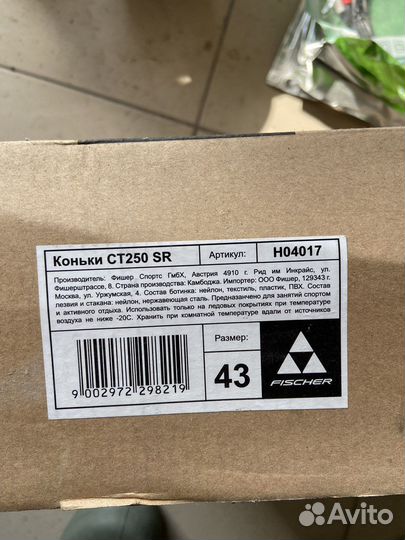 Коньки CT250 SR
Артикул:
H04017
Производитель: Фишер Спортс ГмбХ, Австрия 4910 г. Рид им Инкрайс, ул.
Фишерштрассе, 8. Страна производства: Камбоджа. Импортер: ООО Фишер, 129343 г.
Москва, ул. Уржумская, 4. Состав ботинка: нейлон, текстиль, пластик, ПВХ. Состав
лезвия и стакана: нейлон, нержавеющая сталь. Предназначено для занятий спортом
и активного отдыха. Использовать только на ледовых покрытиях при температуре
воздуха не ниже -20С. Хранить при комнатной температуре вдали от источников
9 002972 298219
Размер:
43
FISCHER
Avito